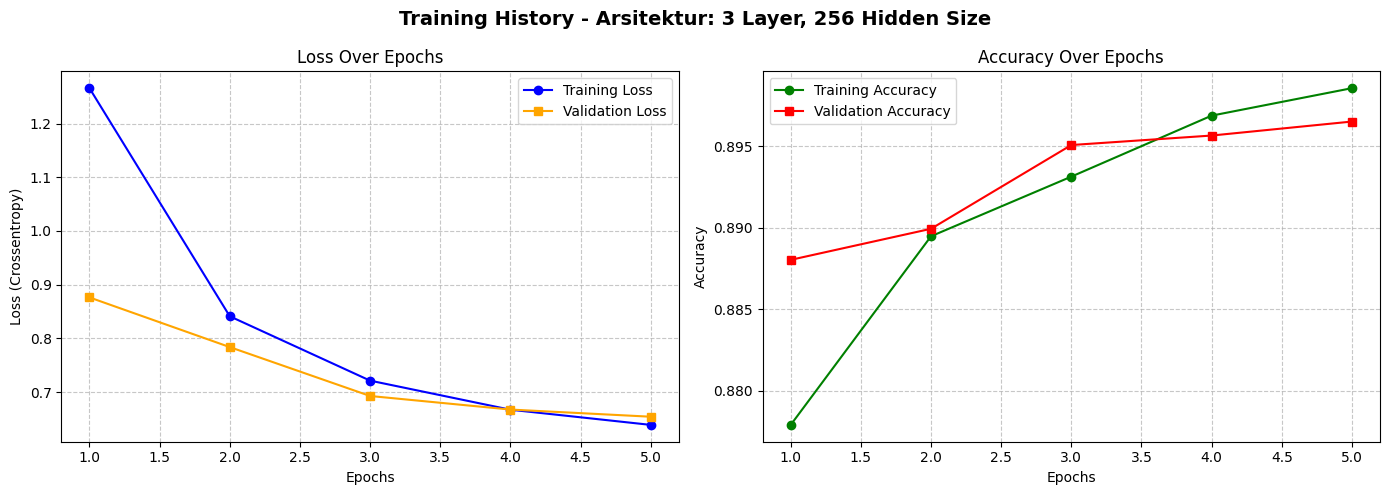 Training History - Arsitektur: 3 Layer, 256 Hidden Size
Loss Over Epochs
Training Loss
Validation Loss
Loss (Crossentropy)
1.2
1.1
1.0
0.9
0.8
0.7
1.0 1.5 2.0 2.5 3.0 3.5 4.0 4.5 5.0
Epochs
Accuracy Over Epochs
Training Accuracy
Validation Accuracy
Accuracy
0.895
0.890
0.885
0.880
1.0 1.5 2.0 2.5 3.0 3.5 4.0 4.5 5.0
Epochs